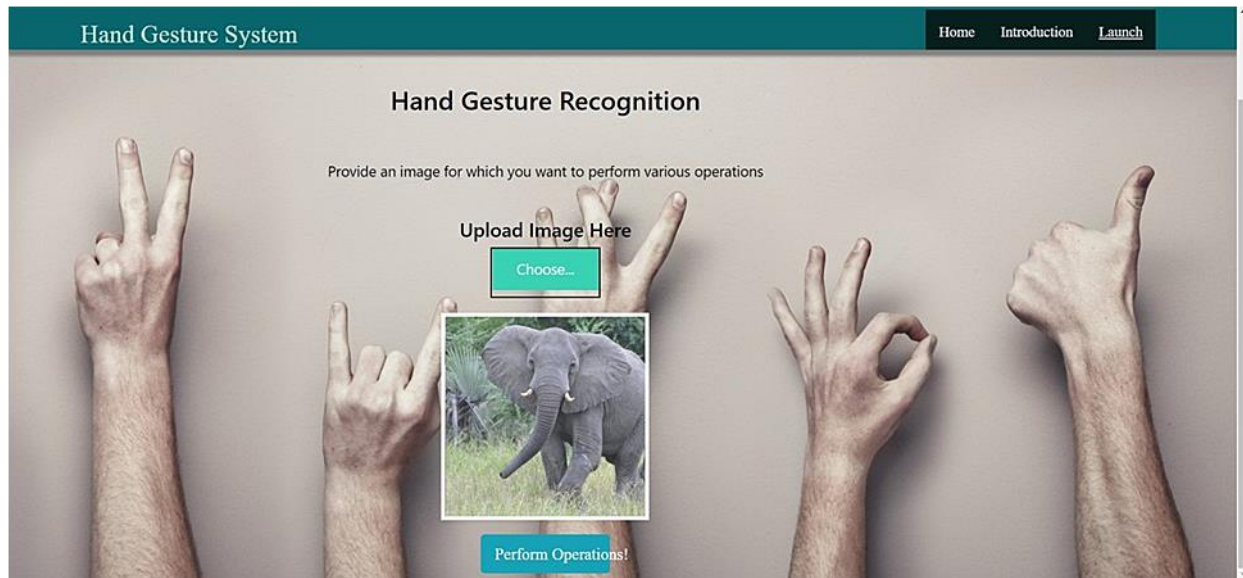 Hand Gesture System
Home Introduction Launch
Hand Gesture Recognition
Provide an image for which you want to perform various operations
Upload Image Here
Choose...
Perform Operations!